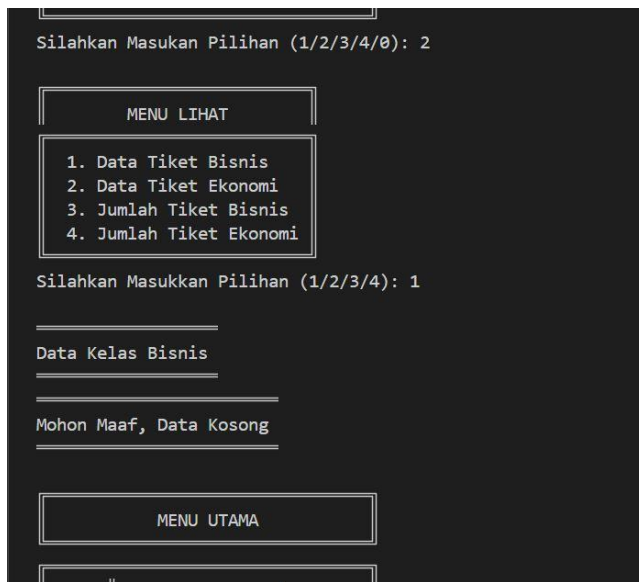 Silahkan Masukan Pilihan (1/2/3/4/0): 2
MENU LIHAT
1. Data Tiket Bisnis
2. Data Tiket Ekonomi
3. Jumlah Tiket Bisnis
4. Jumlah Tiket Ekonomi
Silahkan Masukkan Pilihan (1/2/3/4): 1
Data Kelas Bisnis
Mohon Maaf, Data Kosong
MENU UTAMA